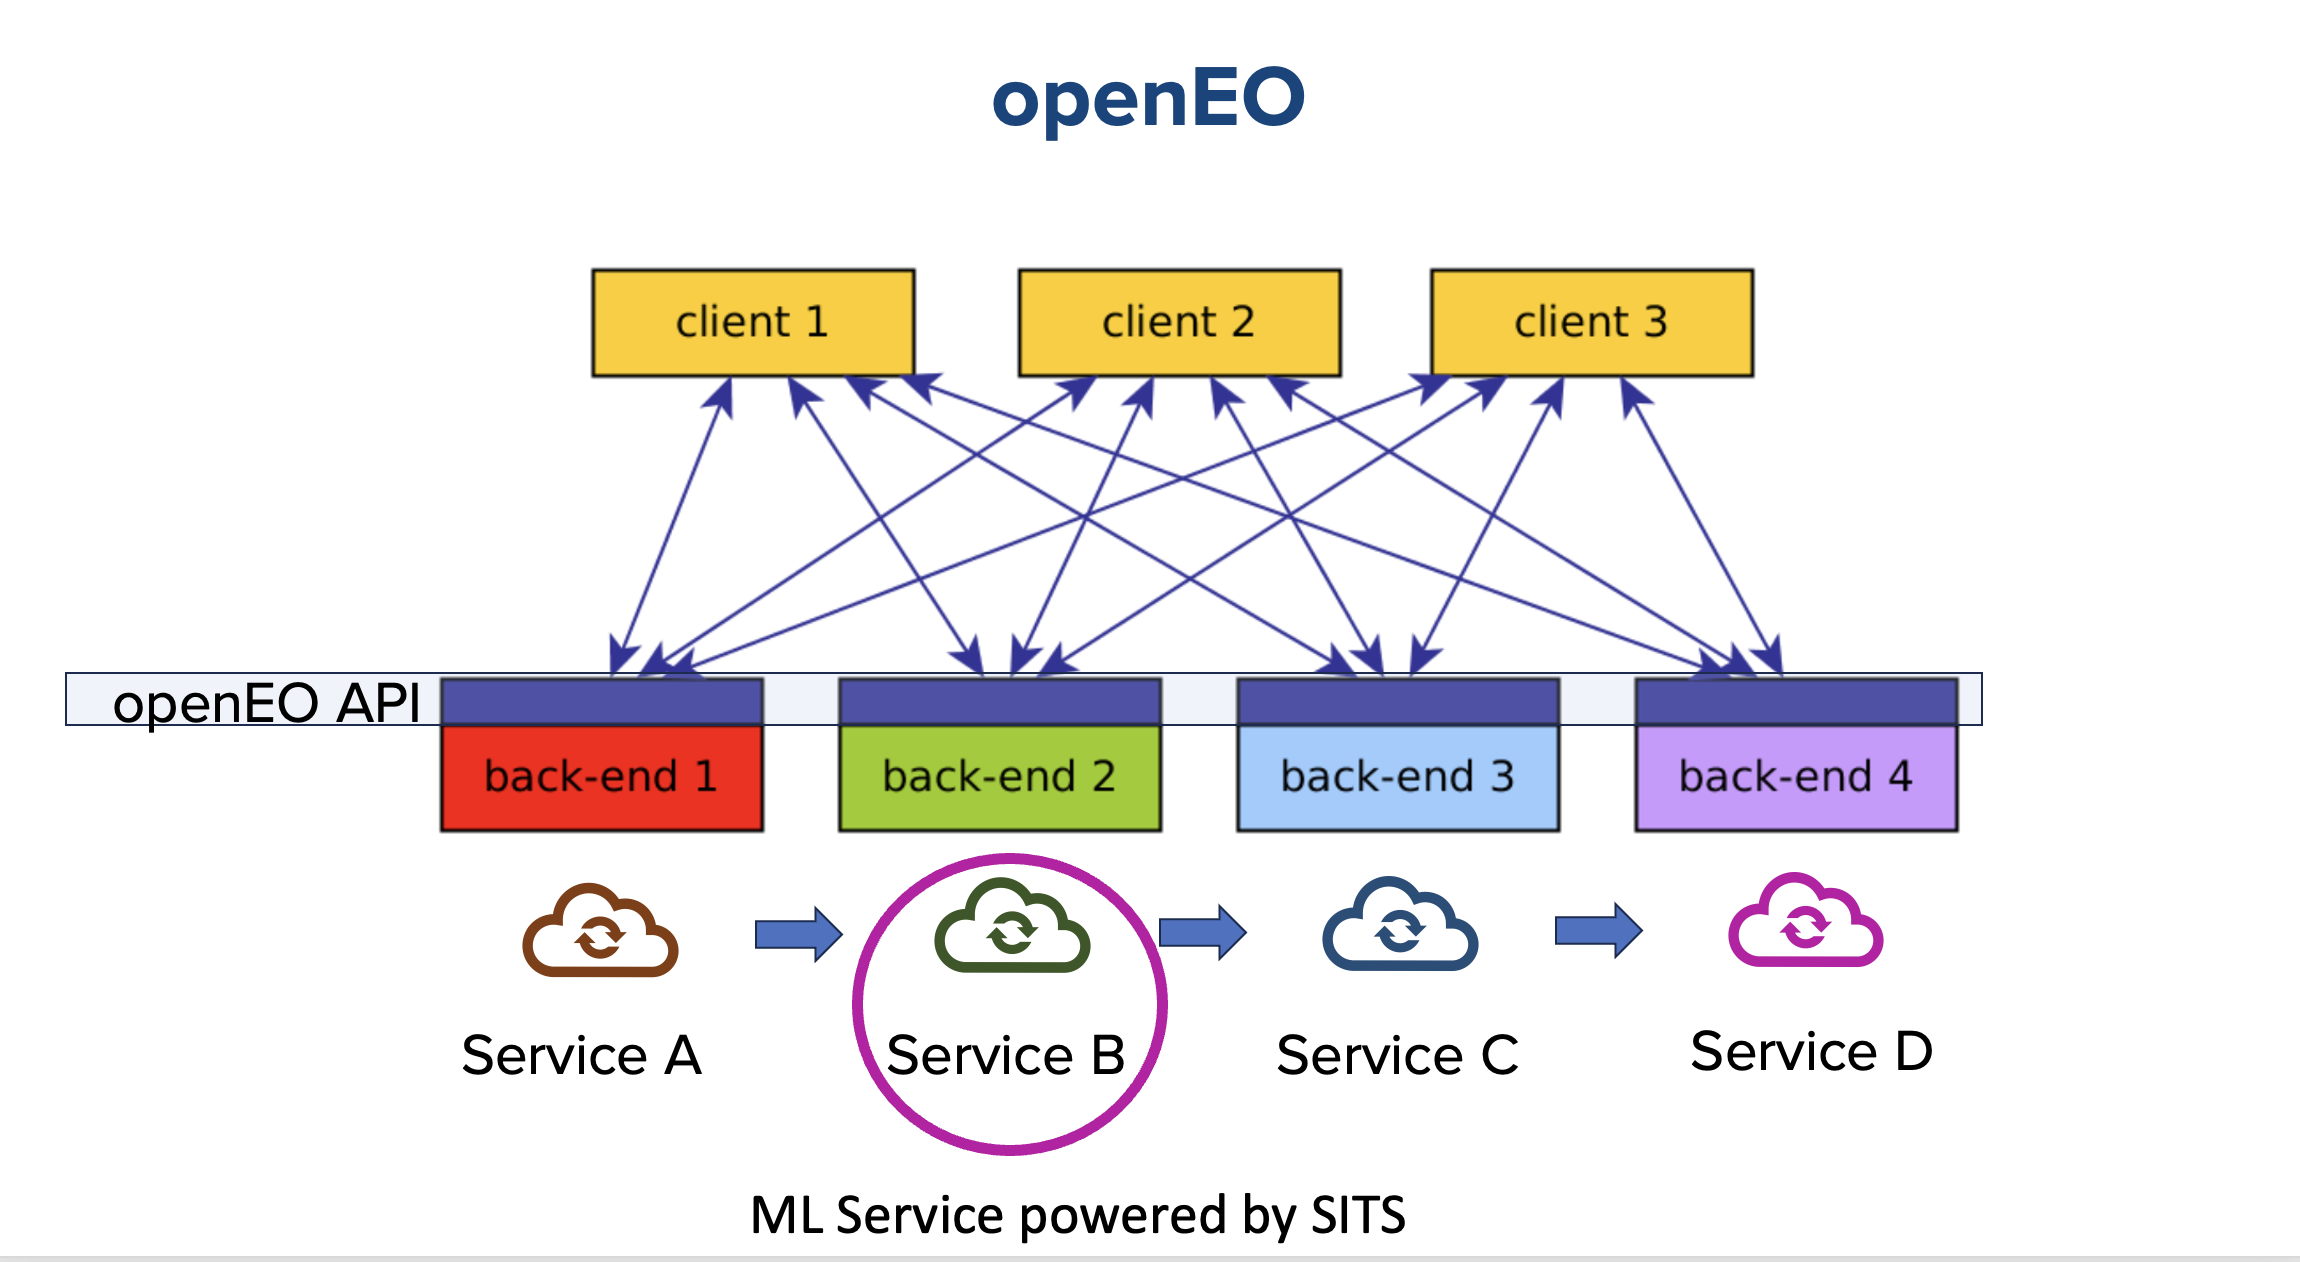 openEO
client 1
client 2
client 3
openEO API
back-end 1
back-end 2
back-end 3
back-end 4
Service A
Service B
Service C
Service D
ML Service powered by SITS